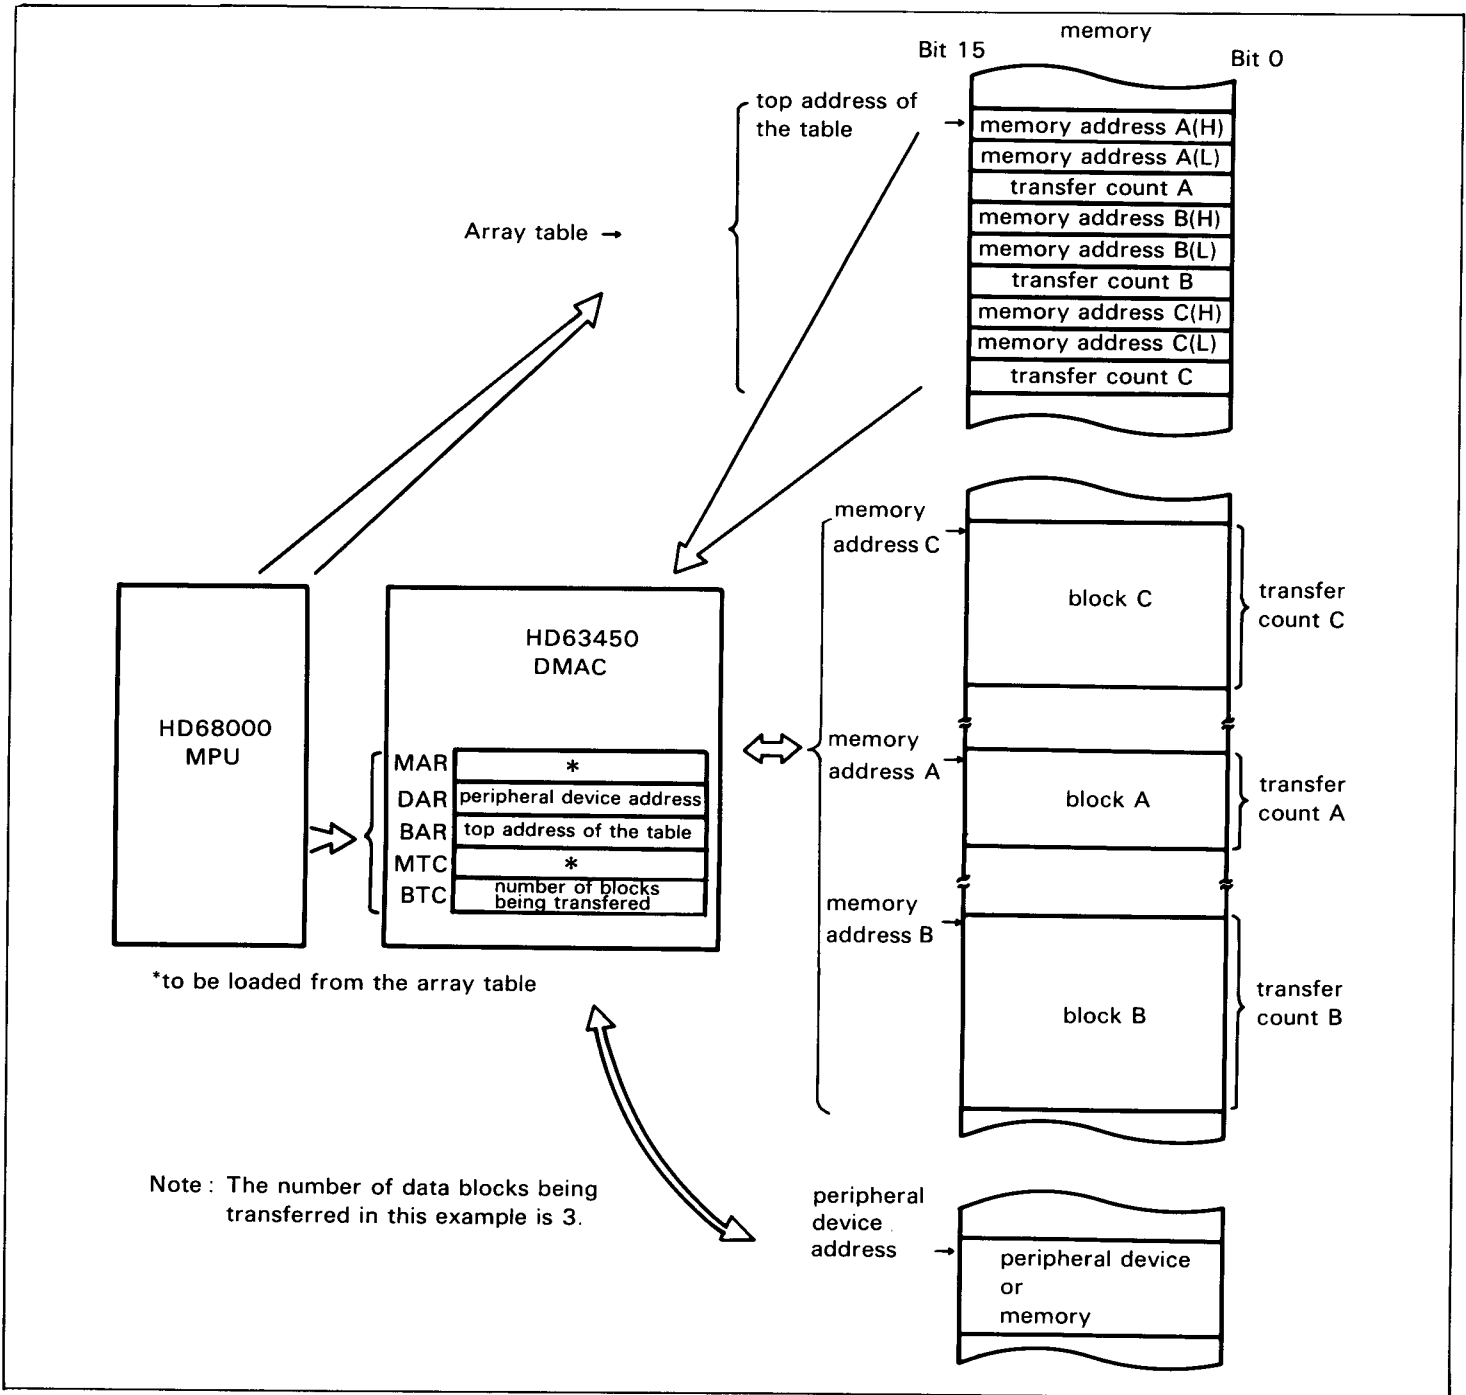 memory
Bit 15
Bit 0
top address of
the table →
memory address A(H)
memory address A(L)
transfer count A
memory address B(H)
memory address B(L)
transfer count B
memory address C(H)
memory address C(L)
transfer count C
Array table →
memory
address C
block C
transfer
count C
HD68000
MPU
HD63450
DMAC
MAR *
DAR peripheral device address
BAR top address of the table
MTC *
BTC number of blocks
being transfered
*to be loaded from the array table
memory
address A
block A
transfer
count A
memory
address B
block B
transfer
count B
Note : The number of data blocks being
transferred in this example is 3.
peripheral
device
address
peripheral device
or
memory